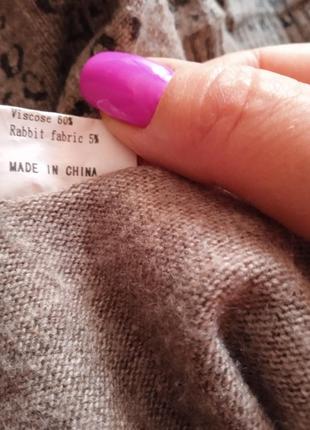 Viscose 60%
Rabbit fabric 5%
MADE IN CHINA